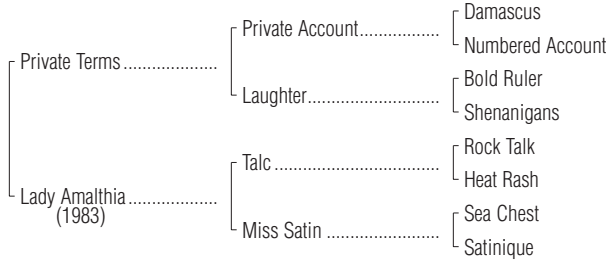 Damascus
Private Account..................
Numbered Account
Private Terms.....................
Bold Ruler
Laughter..............................
Shenanigans
Rock Talk
Talc.....................................
Heat Rash
Lady Amalthia....................
(1983)
Sea Chest
Miss Satin..........................
Satinique